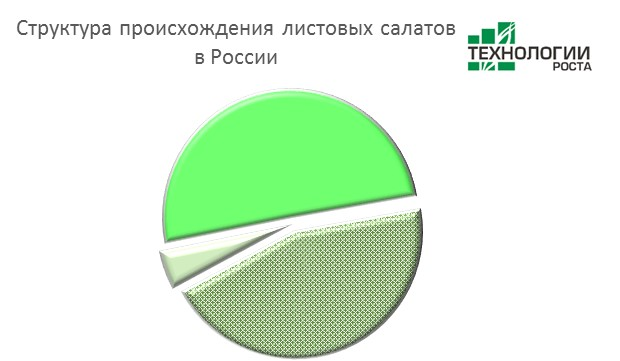 Структура происхождения листовых салатов
в России
ТЕХНОЛОГИИ
РОСТА